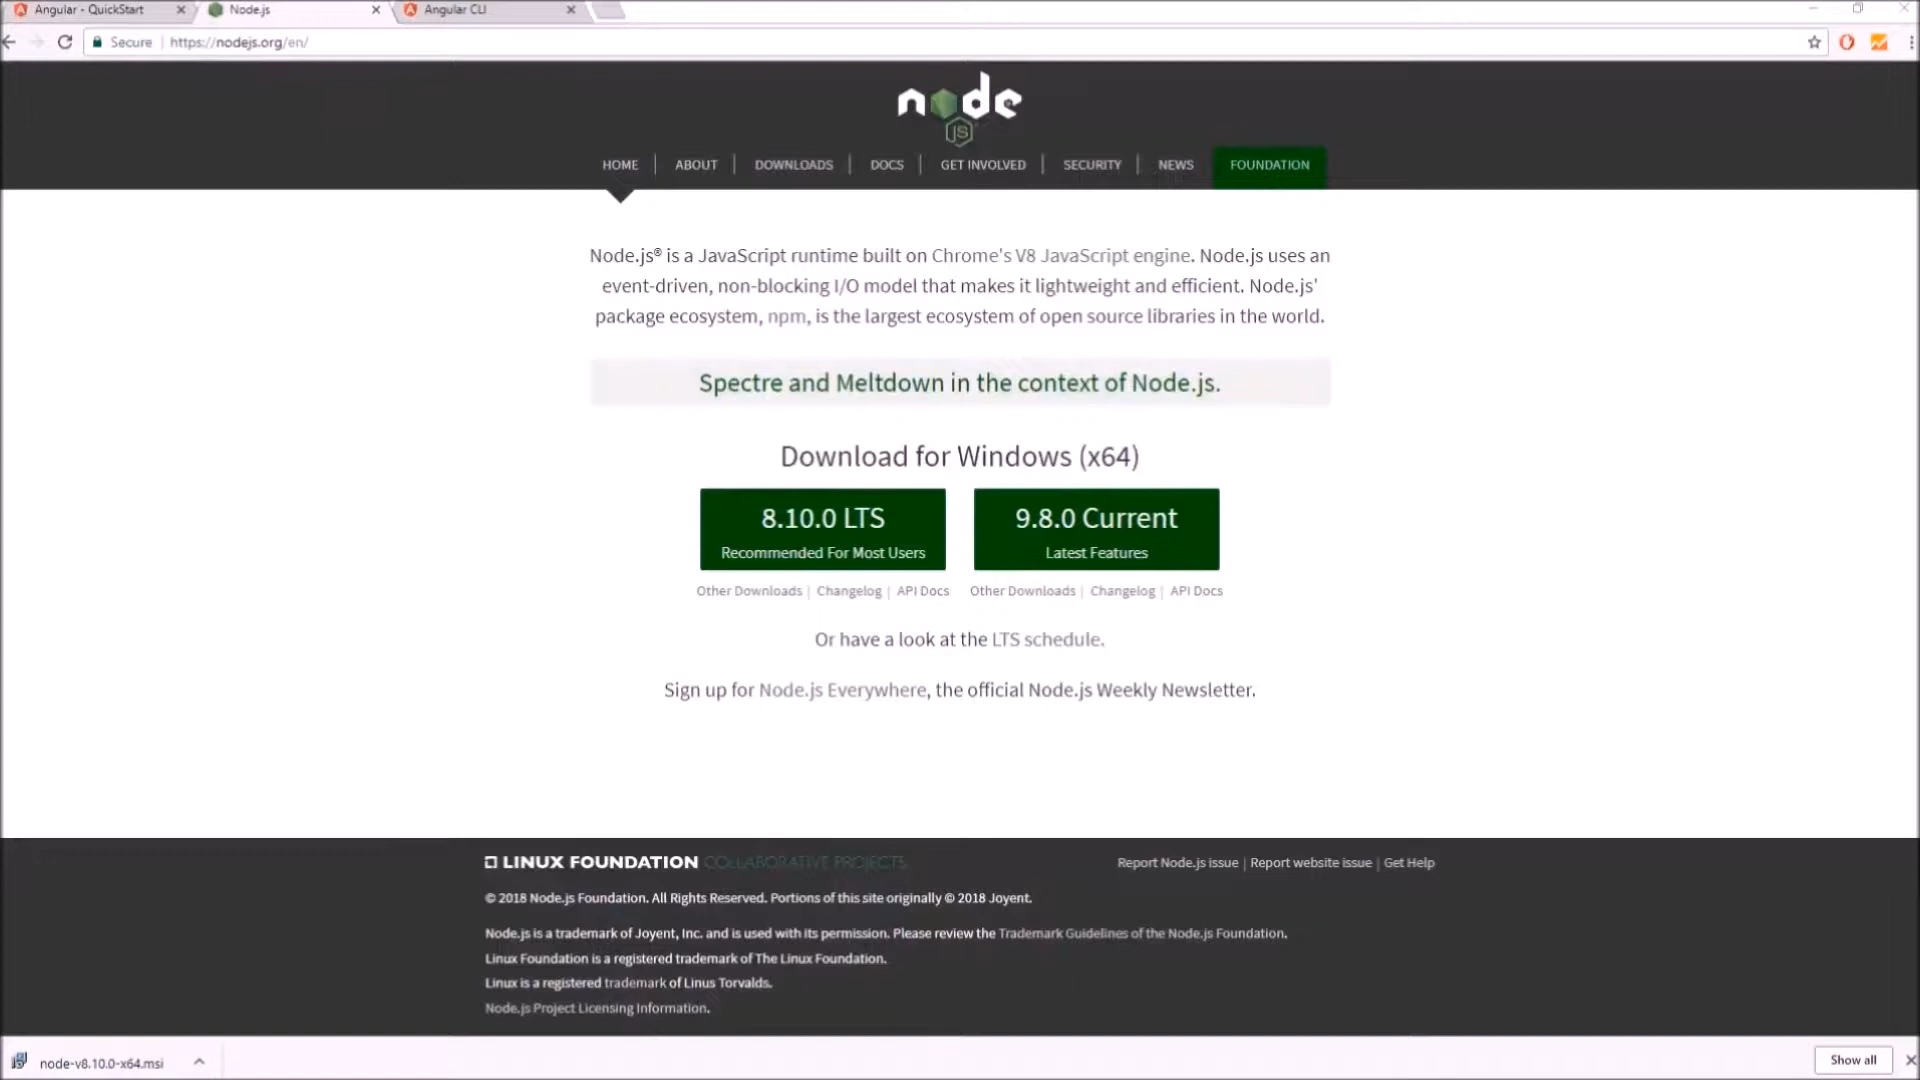 Angular - QuickStart
Node.js
Angular CLI
Secure | https://nodejs.org/en/
node
JS
HOME | ABOUT | DOWNLOADS | DOCS | GET INVOLVED | SECURITY | NEWS FOUNDATION
Node.js® is a JavaScript runtime built on Chrome's V8 JavaScript engine. Node.js uses an
event-driven, non-blocking I/O model that makes it lightweight and efficient. Node.js'
package ecosystem, npm, is the largest ecosystem of open source libraries in the world.
Spectre and Meltdown in the context of Node.js.
Download for Windows (x64)
8.10.0 LTS
Recommended For Most Users
9.8.0 Current
Latest Features
Other Downloads | Changelog | API Docs
Other Downloads | Changelog | API Docs
Or have a look at the LTS schedule.
Sign up for Node.js Everywhere, the official Node.js Weekly Newsletter.
LINUX FOUNDATION COLLABORATIVE PROJECTS
Report Node.js issue | Report website issue | Get Help
© 2018 Node.js Foundation. All Rights Reserved. Portions of this site originally © 2018 Joyent.
Node.js is a trademark of Joyent, Inc. and is used with its permission. Please review the Trademark Guidelines of the Node.js Foundation.
Linux Foundation is a registered trademark of The Linux Foundation.
Linux is a registered trademark of Linus Torvalds.
Node.js Project Licensing Information.
node-v8.10.0-x64.msi
Show all